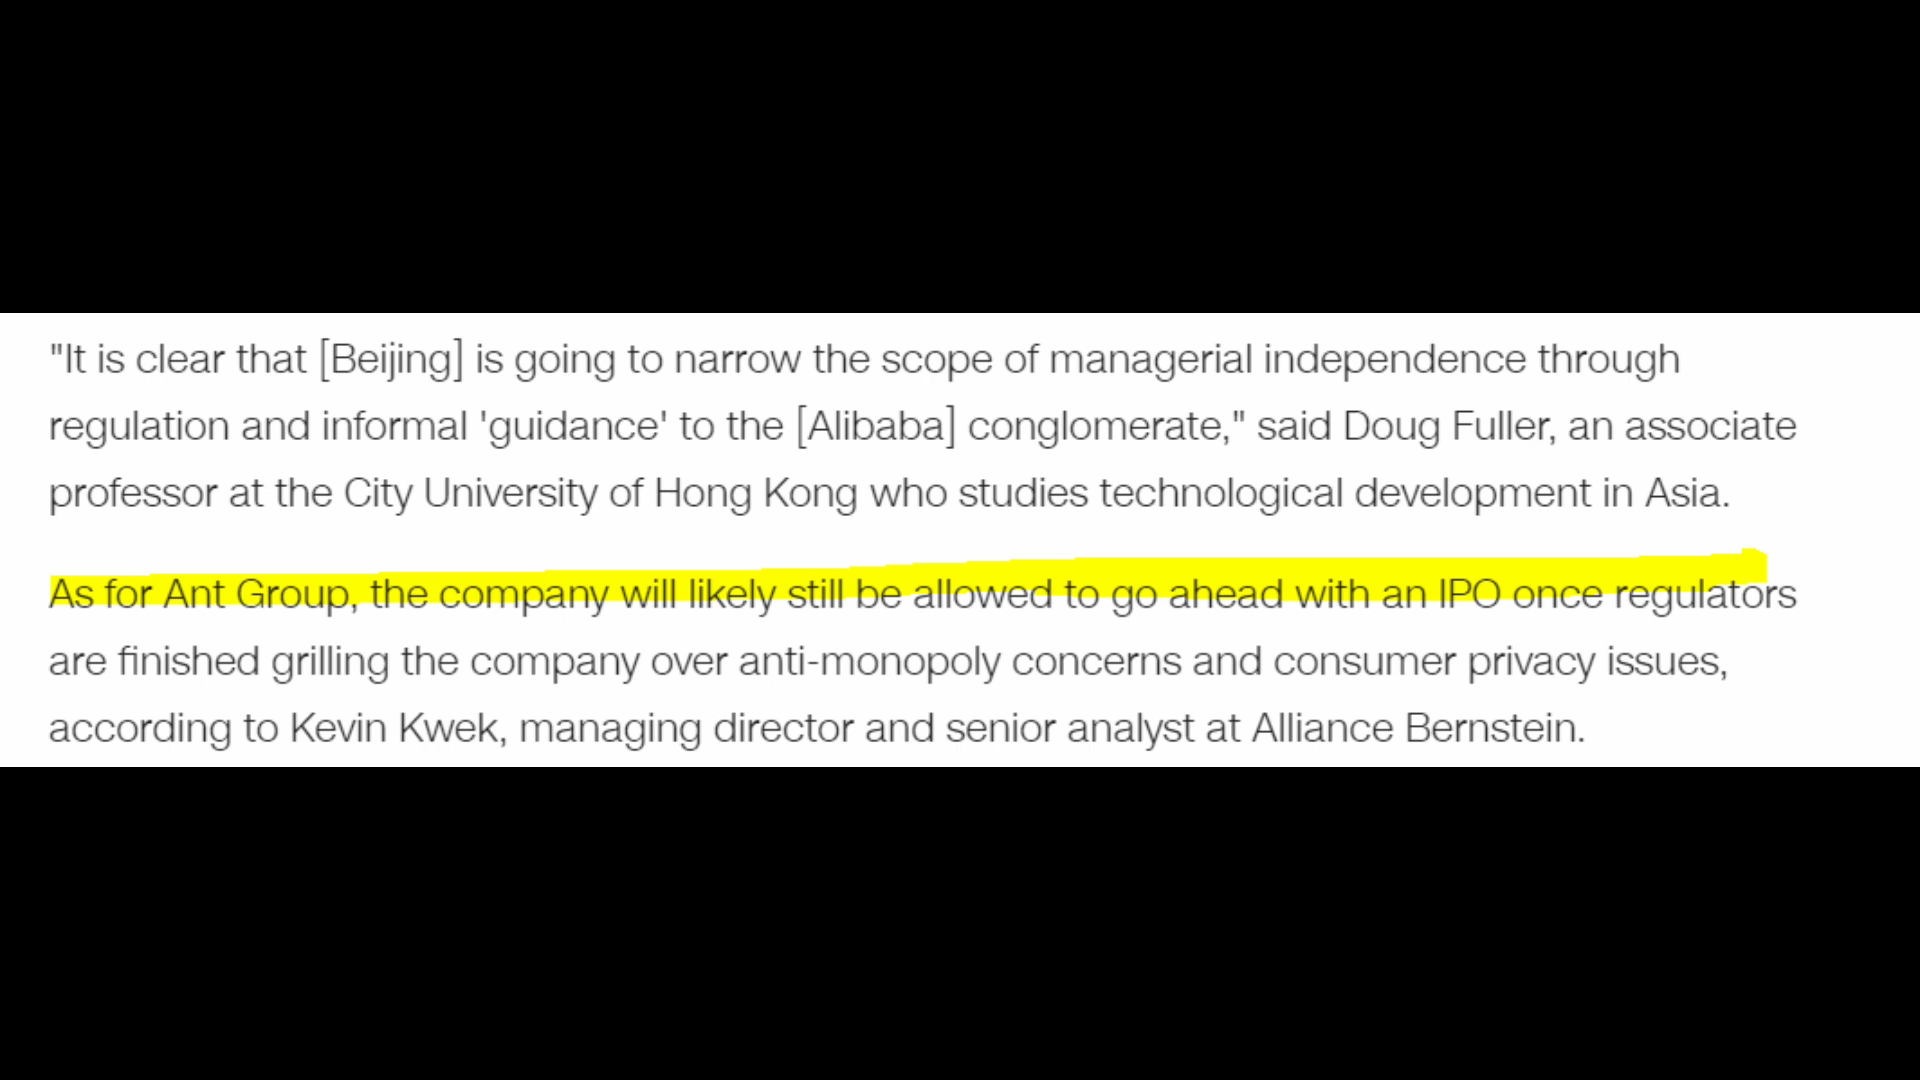 "It is clear that [Beijing] is going to narrow the scope of managerial independence through
regulation and informal 'guidance' to the [Alibaba] conglomerate," said Doug Fuller, an associate
professor at the City University of Hong Kong who studies technological development in Asia.
As for Ant Group, the company will likely still be allowed to go ahead with an IPO once regulators
are finished grilling the company over anti-monopoly concerns and consumer privacy issues,
according to Kevin Kwek, managing director and senior analyst at Alliance Bernstein.